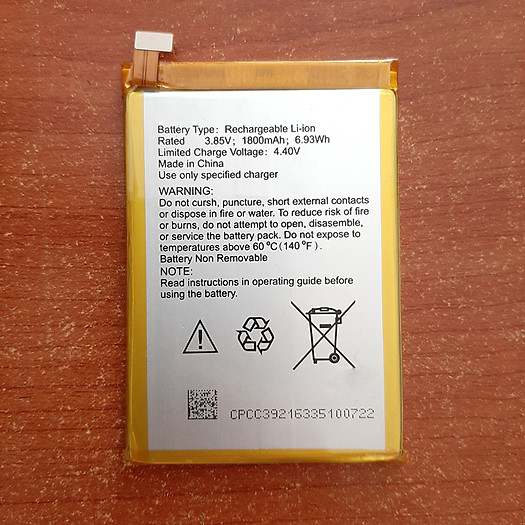 Battery Type: Rechargeable Li-ion
Rated 3.85V; 1800mAh; 6.93Wh
Limited Charge Voltage: 4.40V
Made in China
Use only specified charger
WARNING:
Do not cursh, puncture, short external contacts
or dispose in fire or water. To reduce risk of fire
or burns, do not attempt to open, disasemble,
or service the battery pack. Do not expose to
temperatures above 60℃(140℉).
Battery Non Removable
NOTE:
Read instructions in operating guide before
using the battery.
CPCC39216335100722